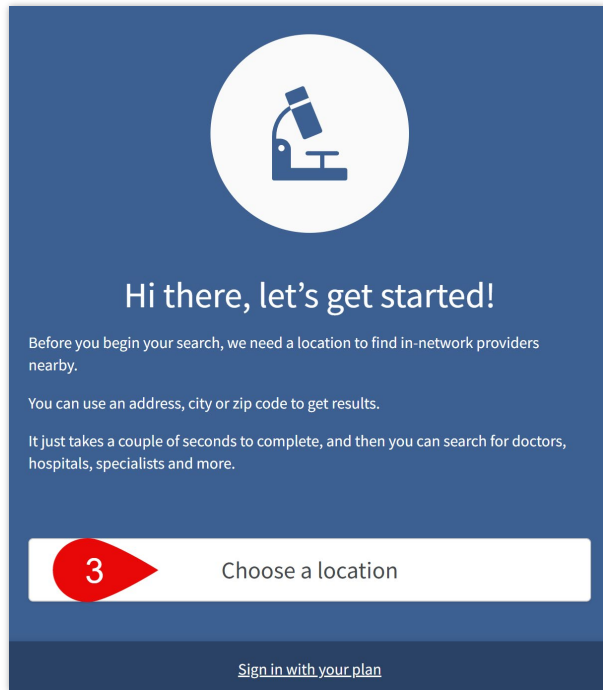 Hi there, let’s get started!
Before you begin your search, we need a location to find in-network providers
nearby.
You can use an address, city or zip code to get results.
It just takes a couple of seconds to complete, and then you can search for doctors,
hospitals, specialists and more.
3
Choose a location
Sign in with your plan